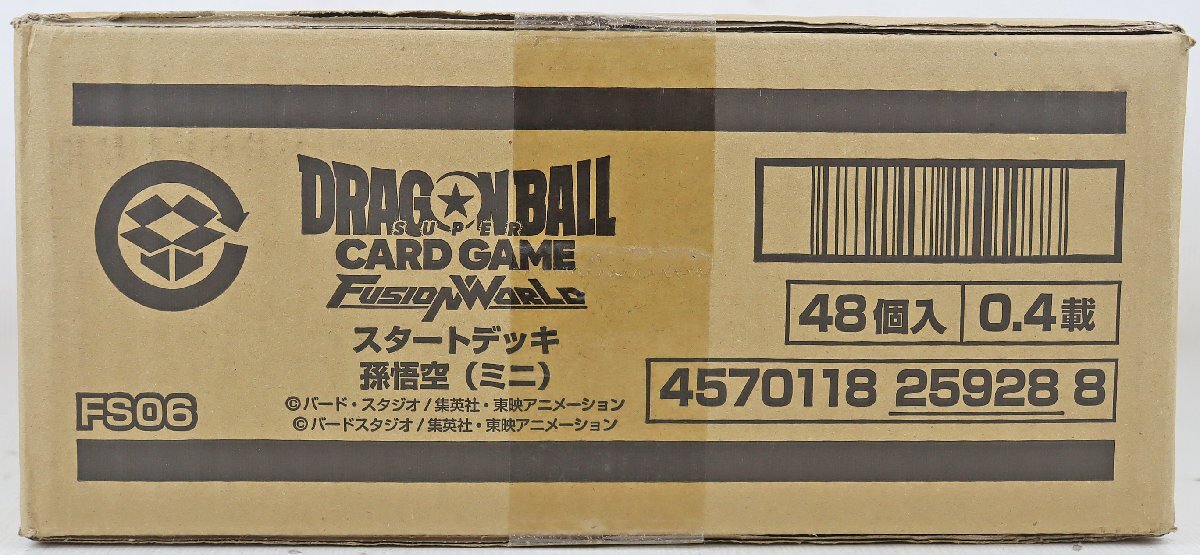 DRAGONBALL
SUPER
CARD GAME
FUSION WORLD
スタートデッキ
孫悟空（ミニ）
©バード・スタジオ/集英社・東映アニメーション
©バードスタジオ/集英社・東映アニメーション
FS06
48個入 0.4載
4570118 25928 8